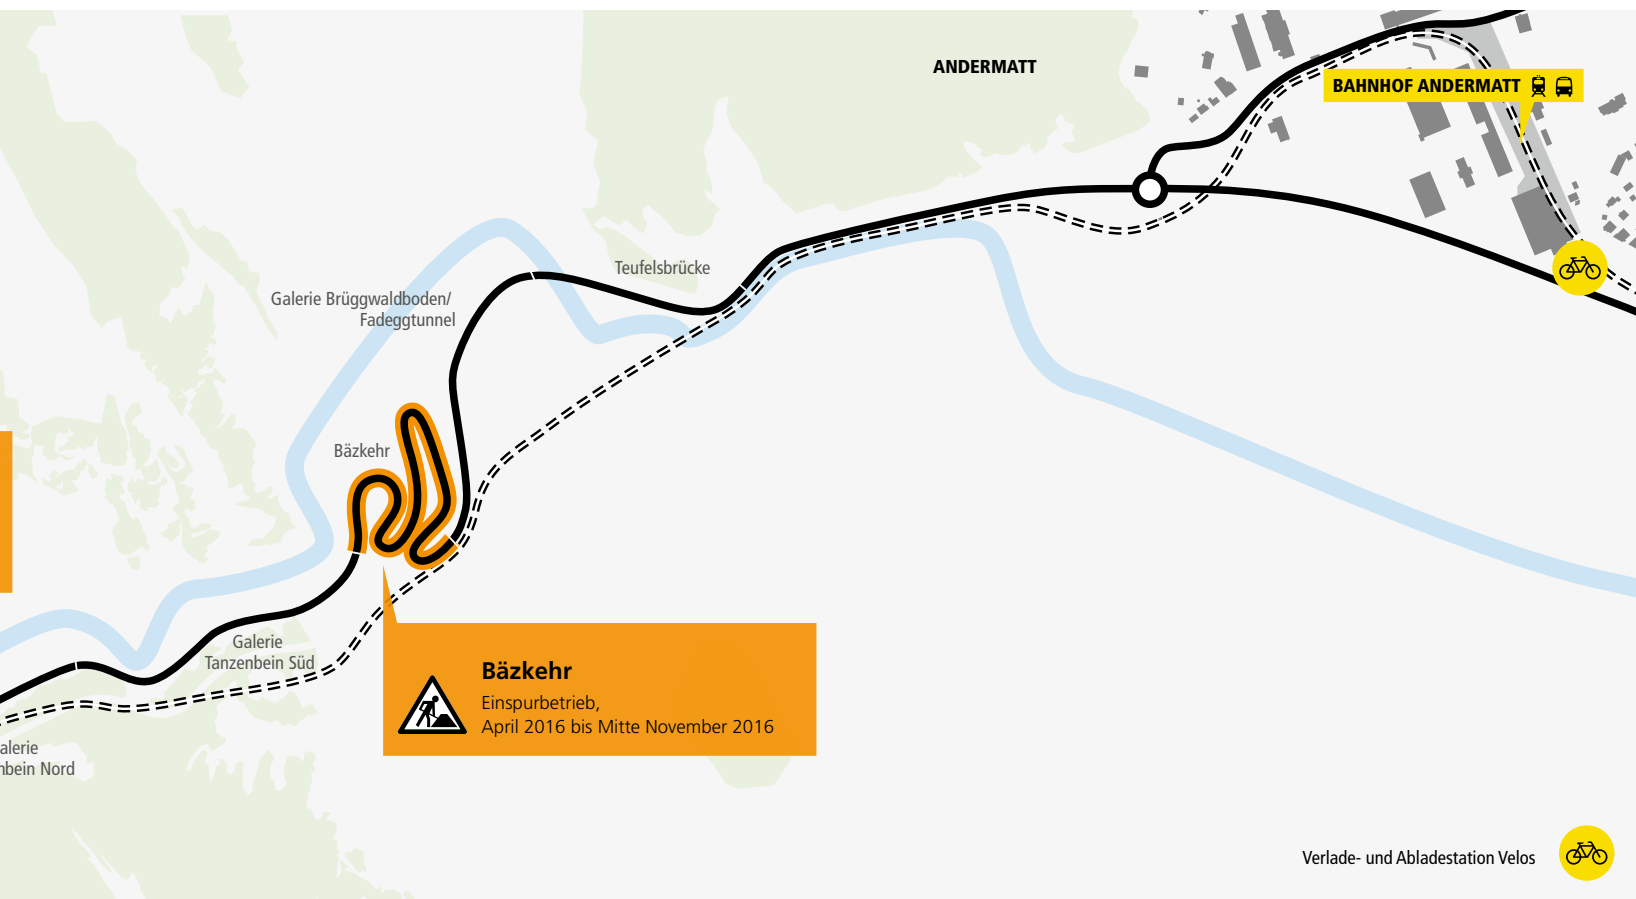 ANDERMATT
BAHNHOF ANDERMATT
Teufelsbrücke
Galerie Brüggwaldboden/
Fadeggtunnel
Bäzkehr
Galerie
Tanzenbein Süd
Bäzkehr
Einspurbetrieb,
April 2016 bis Mitte November 2016
alerie
nbein Nord
Verlade- und Abladestation Velos